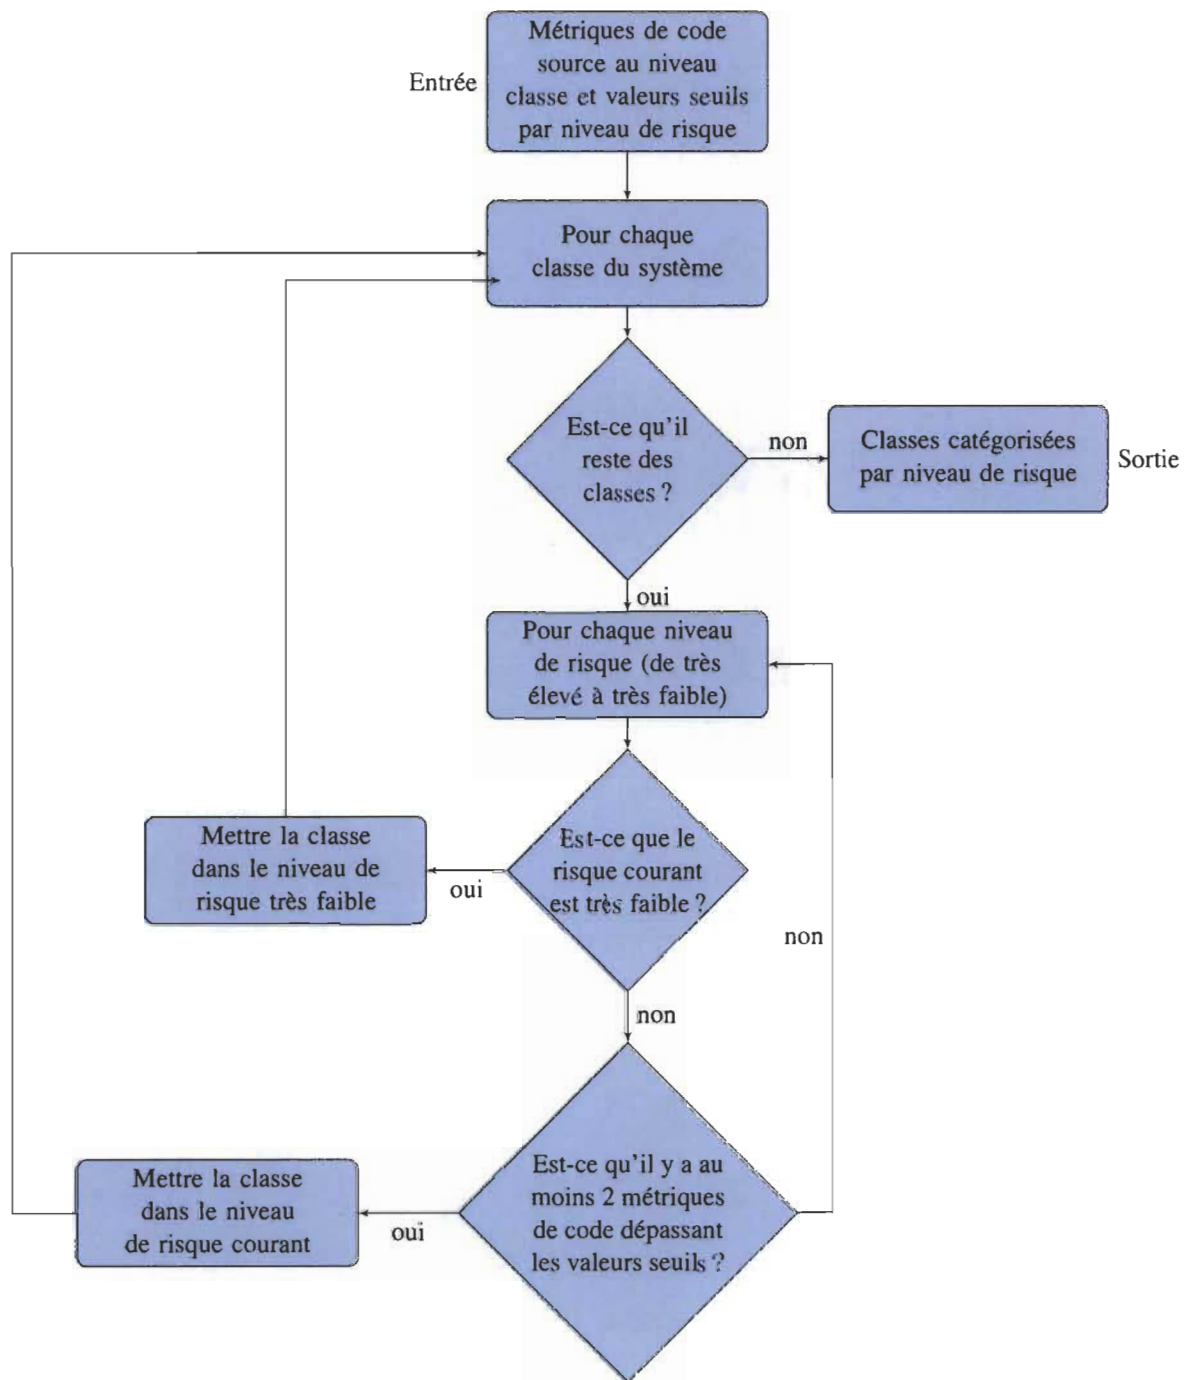 Métriques de code
source au niveau
classe et valeurs seuils
par niveau de risque
Entrée
Pour chaque
classe du système
Est-ce qu'il
reste des
classes ?
non
Classes catégorisées
par niveau de risque
Sortie
oui
Pour chaque niveau
de risque (de très
élevé à très faible)
Est-ce que le
risque courant
est très faible ?
oui
Mettre la classe
dans le niveau de
risque très faible
non
non
Est-ce qu'il y a au
moins 2 métriques
de code dépassant
les valeurs seuils ?
oui
Mettre la classe
dans le niveau
de risque courant